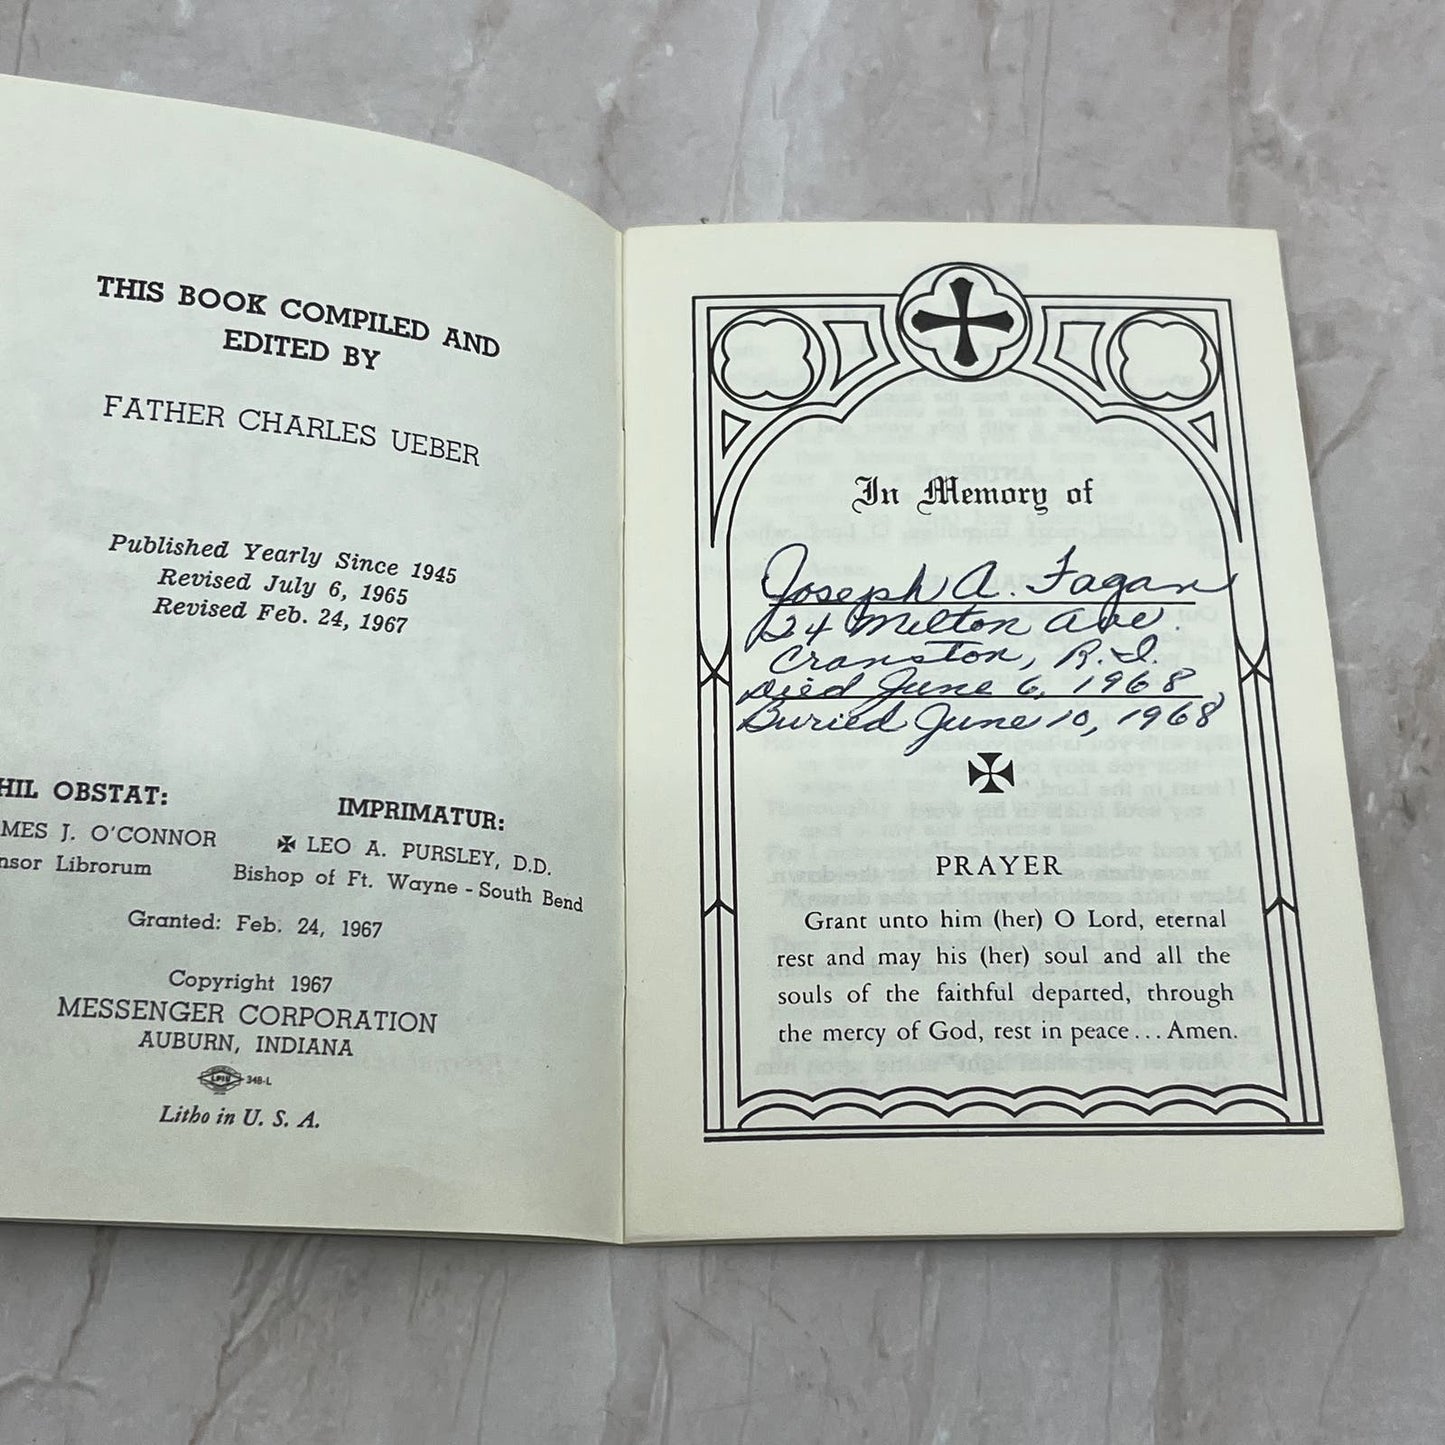 THIS BOOK COMPILED AND
EDITED BY
FATHER CHARLES UEBER
Published Yearly Since 1945
Revised July 6, 1965
Revised Feb. 24, 1967
HIL OBSTAT:
MES J. O'CONNOR
nsor Librorum
IMPRIMATUR:
✠ LEO A. PURSLEY, D.D.
Bishop of Ft. Wayne - South Bend
Granted: Feb. 24, 1967
Copyright 1967
MESSENGER CORPORATION
AUBURN, INDIANA
348-L
Litho in U. S. A.
In Memory of
Joseph A. Fagan
24 Melton Ave.
Cranston, R.I.
Died June 6, 1968,
Buried June 10, 1968
PRAYER
Grant unto him (her) O Lord, eternal
rest and may his (her) soul and all the
souls of the faithful departed, through
the mercy of God, rest in peace... Amen.